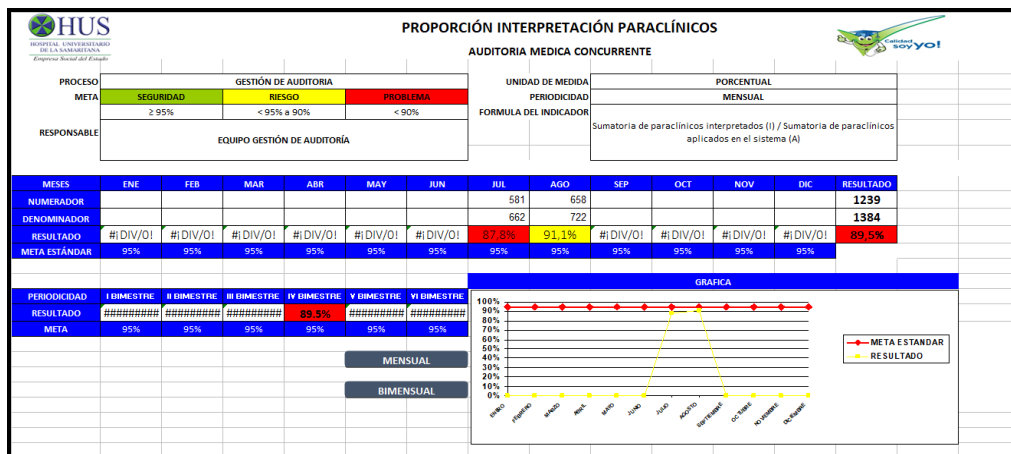 HUS
HOSPITAL UNIVERSITARIO
DE LA SAMARITANA
Empresa Social del Estado
PROPORCIÓN INTERPRETACIÓN PARACLÍNICOS
AUDITORIA MEDICA CONCURRENTE
Calidad
soy yo!
PROCESO GESTIÓN DE AUDITORIA UNIDAD DE MEDIDA PORCENTUAL
META SEGURIDAD RIESGO PROBLEMA PERIODICIDAD MENSUAL
≥ 95% < 95% a 90% < 90% FORMULA DEL INDICADOR
RESPONSABLE EQUIPO GESTIÓN DE AUDITORÍA
Sumatoria de paraclínicos interpretados (I) / Sumatoria de paraclínicos
aplicados en el sistema (A)
MESES ENE FEB MAR ABR MAY JUN JUL AGO SEP OCT NOV DIC RESULTADO
NUMERADOR 581 658 1239
DENOMINADOR 662 722 1384
RESULTADO #¡DIV/0! #¡DIV/0! #¡DIV/0! #¡DIV/0! #¡DIV/0! #¡DIV/0! 87,8% 91,1% #¡DIV/0! #¡DIV/0! #¡DIV/0! #¡DIV/0! 89,5%
META ESTÁNDAR 95% 95% 95% 95% 95% 95% 95% 95% 95% 95% 95% 95%
PERIODICIDAD I BIMESTRE II BIMESTRE III BIMESTRE IV BIMESTRE V BIMESTRE VI BIMESTRE
RESULTADO ######### ######### ######### 89,5% ######### #########
META 95% 95% 95% 95% 95% 95%
MENSUAL
BIMENSUAL
GRAFICA
100%
90%
80%
70%
60%
50%
40%
30%
20%
10%
0%
ENERO FEBRERO MARZO ABRIL MAYO JUNIO JULIO AGOSTO SEPTIEMBRE OCTUBRE NOVIEMBRE DICIEMBRE
META ESTANDAR
RESULTADO